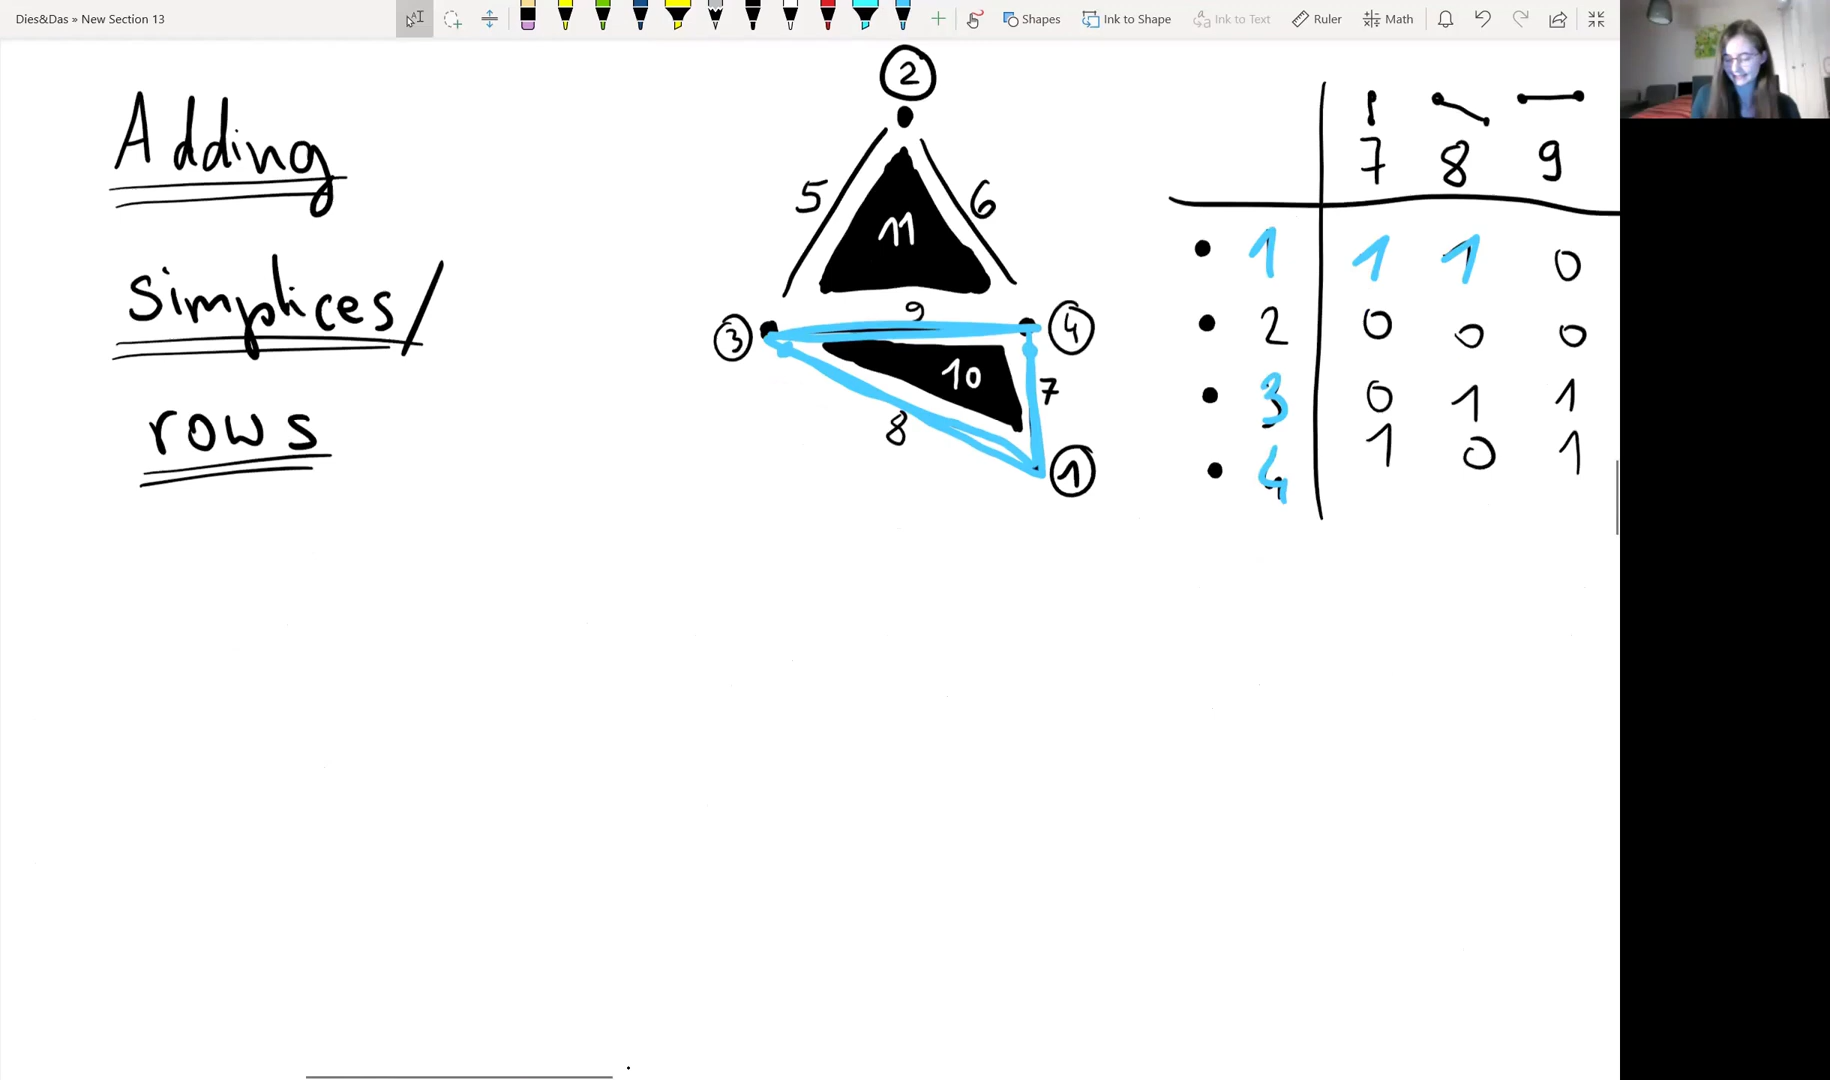 Dies&Das » New Section 13
Shapes
Ink to Shape
Ink to Text
Ruler
Math
Adding
Simplices/
rows
2
5
6
11
9
3
4
10
7
8
1
7 8 9
1 1 1 0
2 0 0 0
3 0 1 1
4 1 0 1